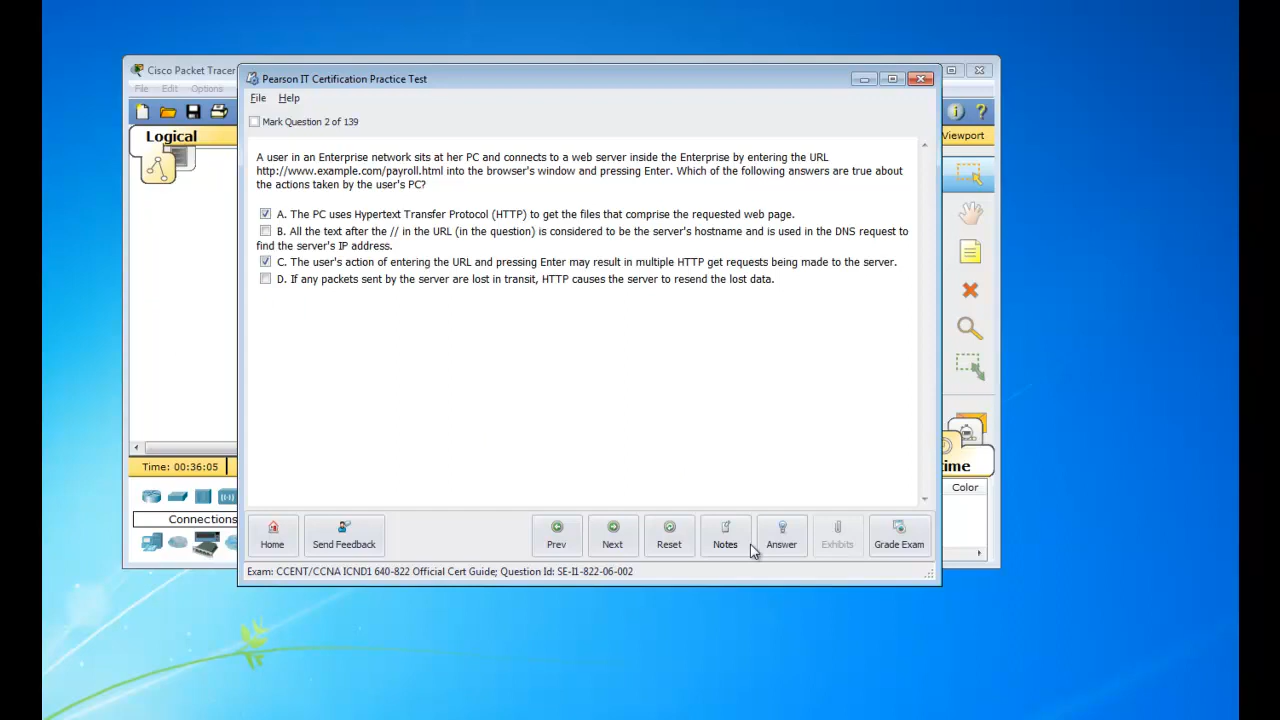 Cisco Packet Tracer
Pearson IT Certification Practice Test
File Edit Options
File Help
Mark Question 2 of 139
Logical
Viewport
A user in an Enterprise network sits at her PC and connects to a web server inside the Enterprise by entering the URL
http://www.example.com/payroll.html into the browser's window and pressing Enter. Which of the following answers are true about
the actions taken by the user's PC?
A. The PC uses Hypertext Transfer Protocol (HTTP) to get the files that comprise the requested web page.
B. All the text after the // in the URL (in the question) is considered to be the server's hostname and is used in the DNS request to
find the server's IP address.
C. The user's action of entering the URL and pressing Enter may result in multiple HTTP get requests being made to the server.
D. If any packets sent by the server are lost in transit, HTTP causes the server to resend the lost data.
Time: 00:36:05
time
Color
Connections
Home
Send Feedback
Prev
Next
Reset
Notes
Answer
Exhibits
Grade Exam
Exam: CCENT/CCNA ICND1 640-822 Official Cert Guide; Question Id: SE-I1-822-06-002